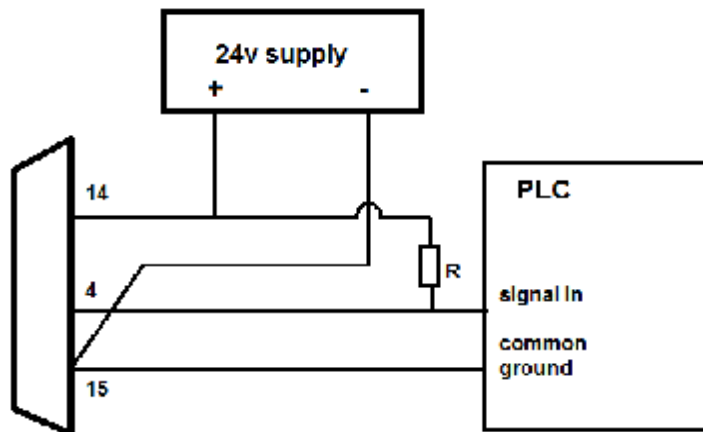 24v supply
+ -
14
PLC
R
4
signal in
common
ground
15